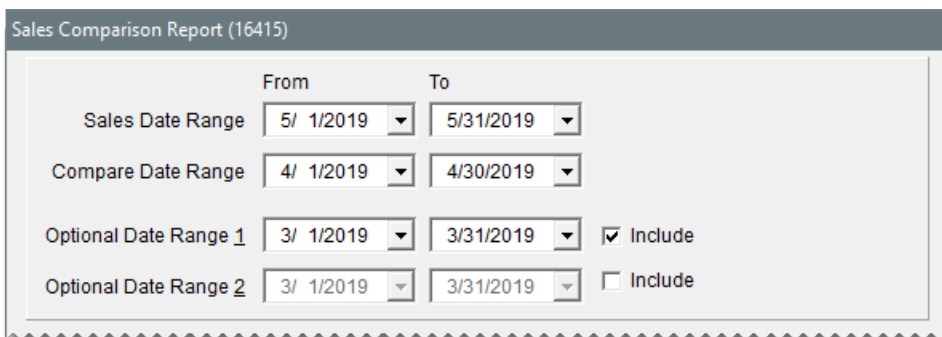 Sales Comparison Report (16415)
From To
Sales Date Range 5/ 1/2019 5/31/2019
Compare Date Range 4/ 1/2019 4/30/2019
Optional Date Range 1 3/ 1/2019 3/31/2019 Include
Optional Date Range 2 3/ 1/2019 3/31/2019 Include